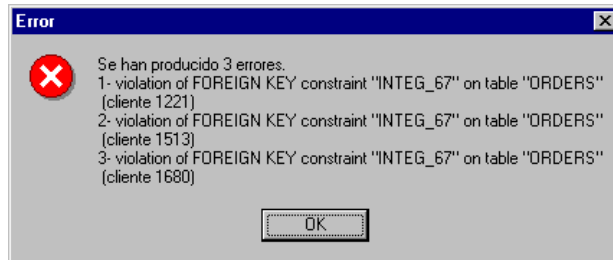 Error
Se han producido 3 errores.
1- violation of FOREIGN KEY constraint "INTEG_67" on table "ORDERS"
(cliente 1221)
2- violation of FOREIGN KEY constraint "INTEG_67" on table "ORDERS"
(cliente 1513)
3- violation of FOREIGN KEY constraint "INTEG_67" on table "ORDERS"
(cliente 1680)
OK